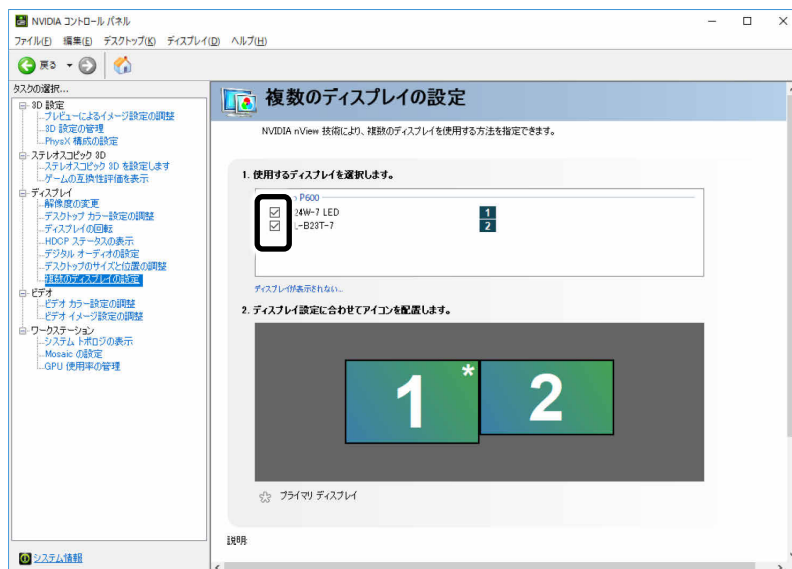 NVIDIA コントロール パネル
ファイル(F) 編集(E) デスクトップ(K) ディスプレイ(D) ヘルプ(H)
戻る
タスクの選択...
3D 設定
プレビューによるイメージ設定の調整
3D 設定の管理
PhysX 構成の設定
ステレオスコピック 3D
ステレオスコピック 3D を設定します
ゲームの互換性評価を表示
ディスプレイ
解像度の変更
デスクトップ カラー設定の調整
ディスプレイの回転
HDCP ステータスの表示
デジタル オーディオの設定
デスクトップのサイズと位置の調整
複数のディスプレイの設定
ビデオ
ビデオ カラー設定の調整
ビデオ イメージ設定の調整
ワークステーション
システム トポロジの表示
Mosaic の設定
GPU 使用率の管理
システム情報
複数のディスプレイの設定
NVIDIA nView 技術により、複数のディスプレイを使用する方法を指定できます。
1. 使用するディスプレイを選択します。
P600
24W-7 LED 1
-B23T-7 2
ディスプレイが表示されない...
2. ディスプレイ設定に合わせてアイコンを配置します。
1 * 2
プライマリ ディスプレイ
説明: